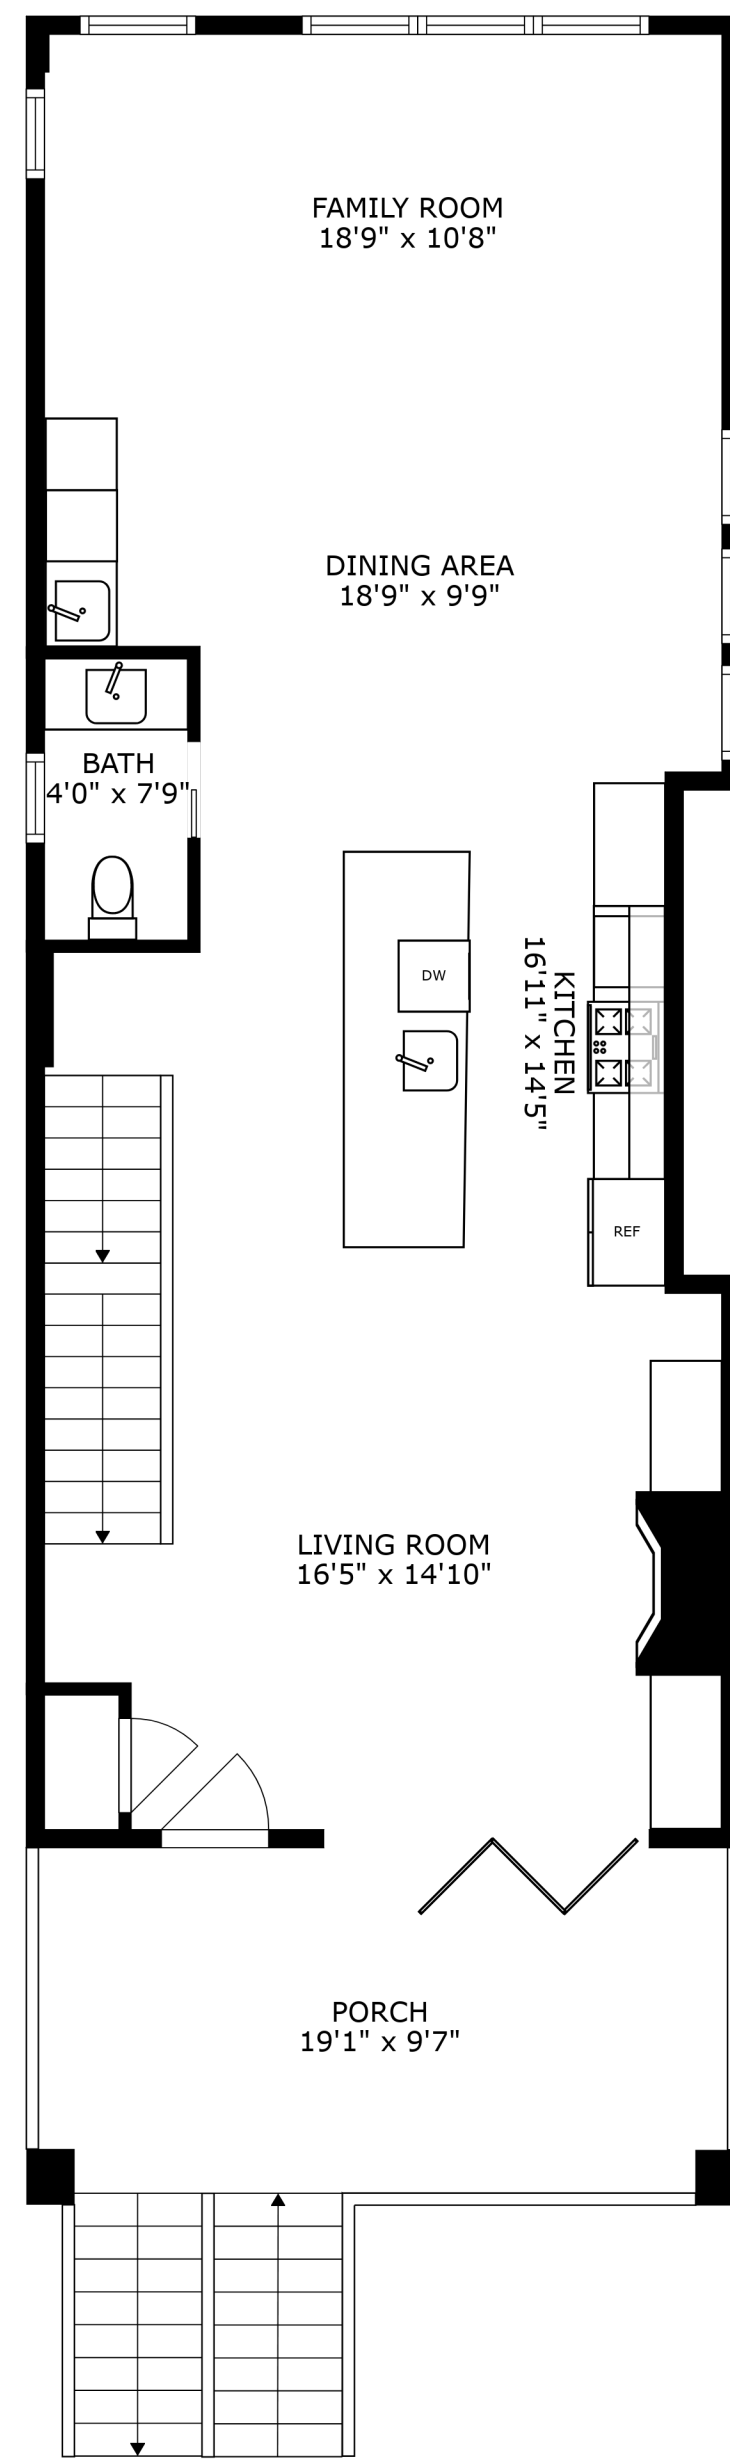 FAMILY ROOM
18'9" x 10'8"
DINING AREA
18'9" x 9'9"
BATH
4'0" x 7'9"
DW
KITCHEN
16'11" x 14'5"
REF
LIVING ROOM
16'5" x 14'10"
PORCH
19'1" x 9'7"